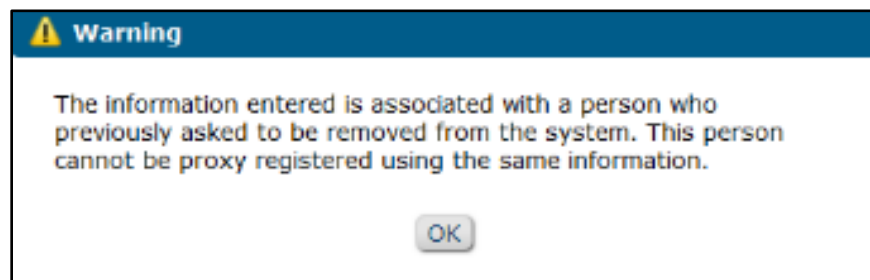 Warning
The information entered is associated with a person who
previously asked to be removed from the system. This person
cannot be proxy registered using the same information.
OK